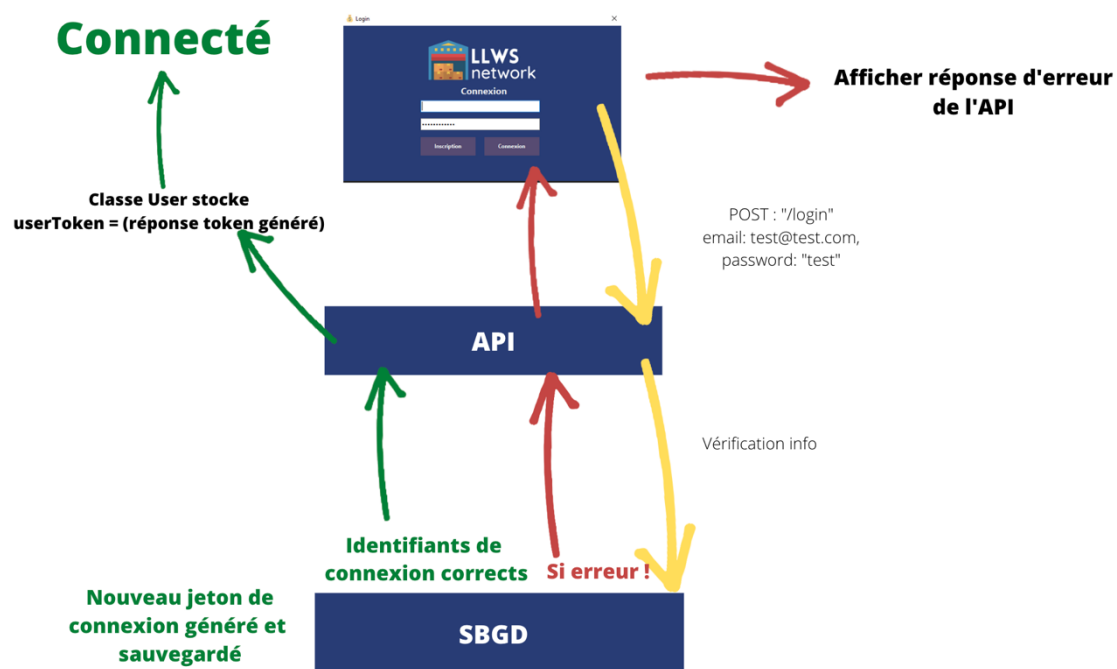 Connecté
Login
LLWS
network
Connexion
Inscription
Connexion
Afficher réponse d'erreur
de l'API
Classe User stocke
userToken = (réponse token généré)
POST : "/login"
email: test@test.com,
password: "test"
API
Vérification info
Identifiants de
connexion corrects
Si erreur !
Nouveau jeton de
connexion généré et
sauvegardé
SBGD